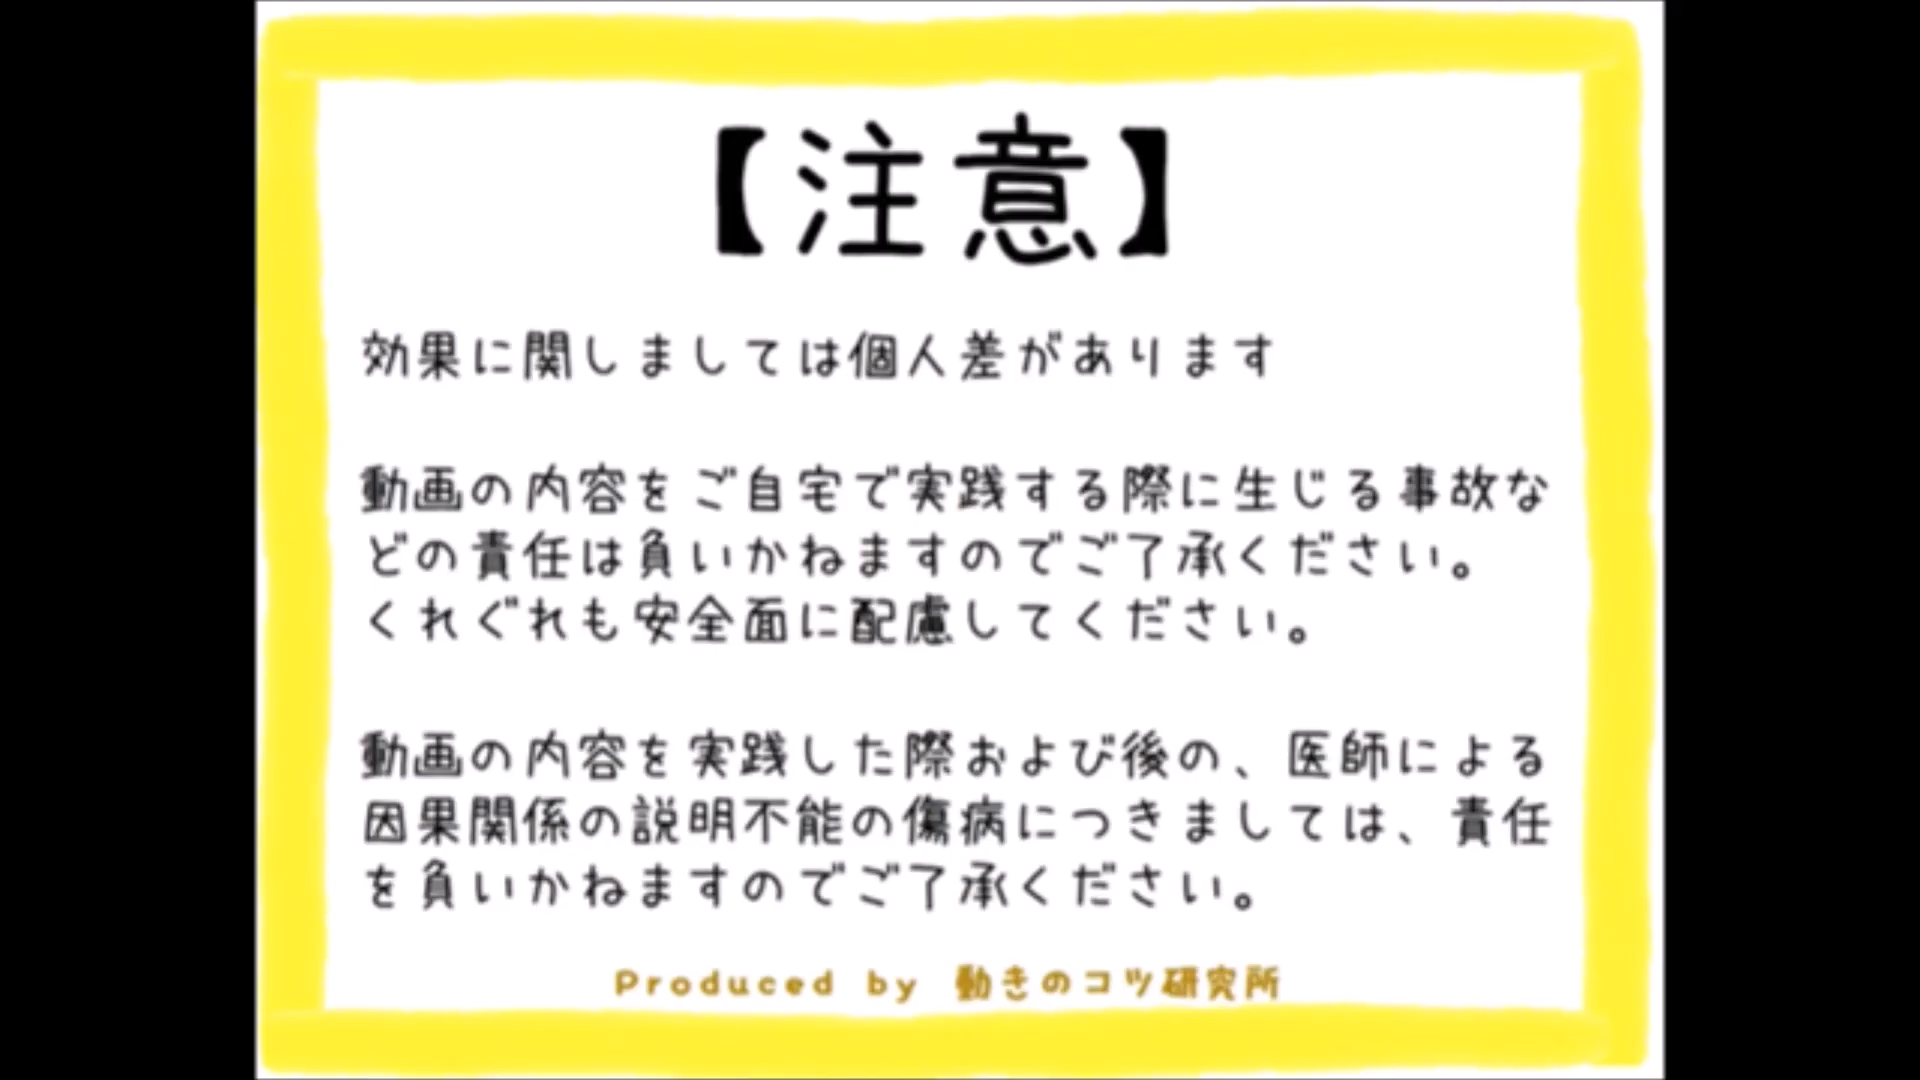 【注意】
効果に関しましては個人差があります
動画の内容をご自宅で実践する際に生じる事故な
どの責任は負いかねますのでご了承ください。
くれぐれも安全面に配慮してください。
動画の内容を実践した際および後の、医師による
因果関係の説明不能の傷病につきましては、責任
を負いかねますのでご了承ください。
Produced by 動きのコツ研究所